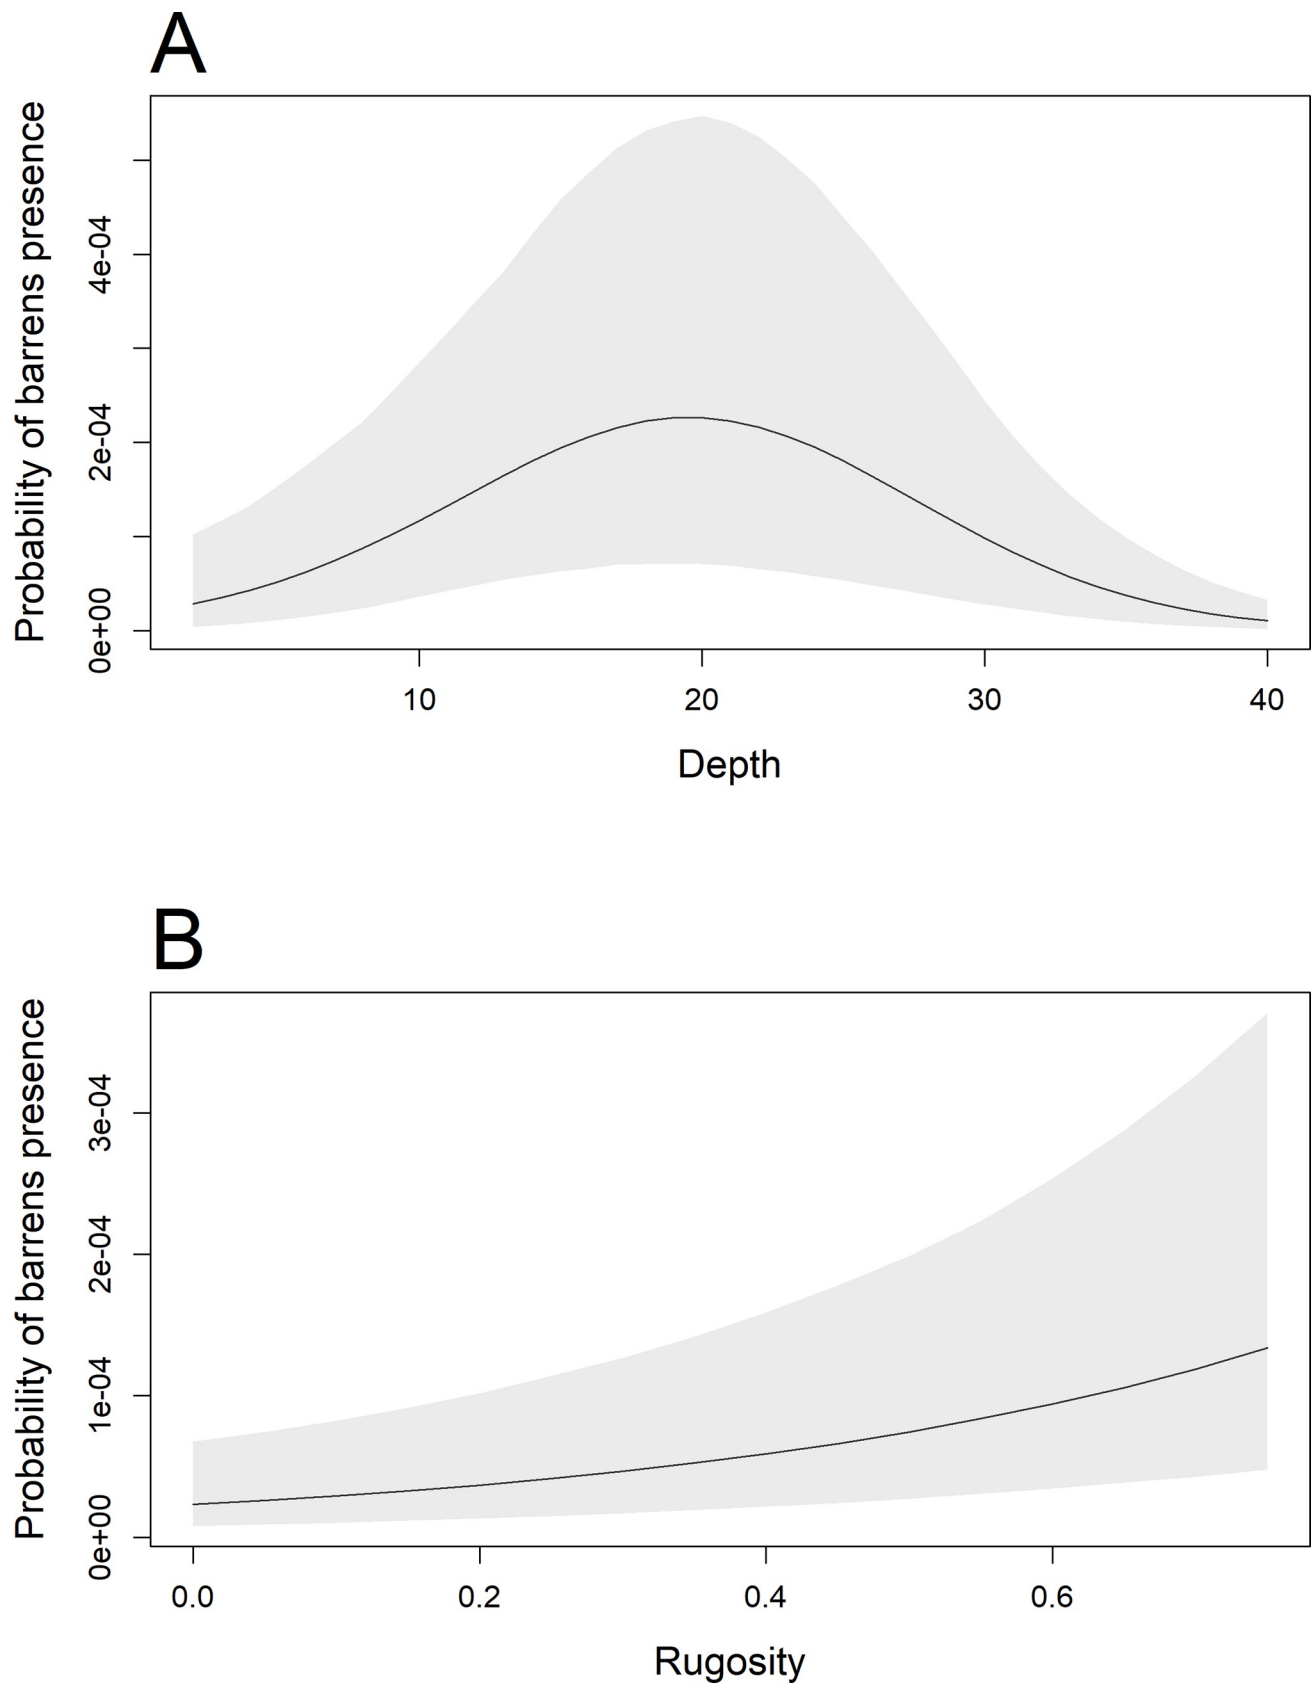 A
Probability of barrens presence
4e-04
2e-04
0e+00
10 20 30 40
Depth
B
Probability of barrens presence
3e-04
2e-04
1e-04
0e+00
0.0 0.2 0.4 0.6
Rugosity